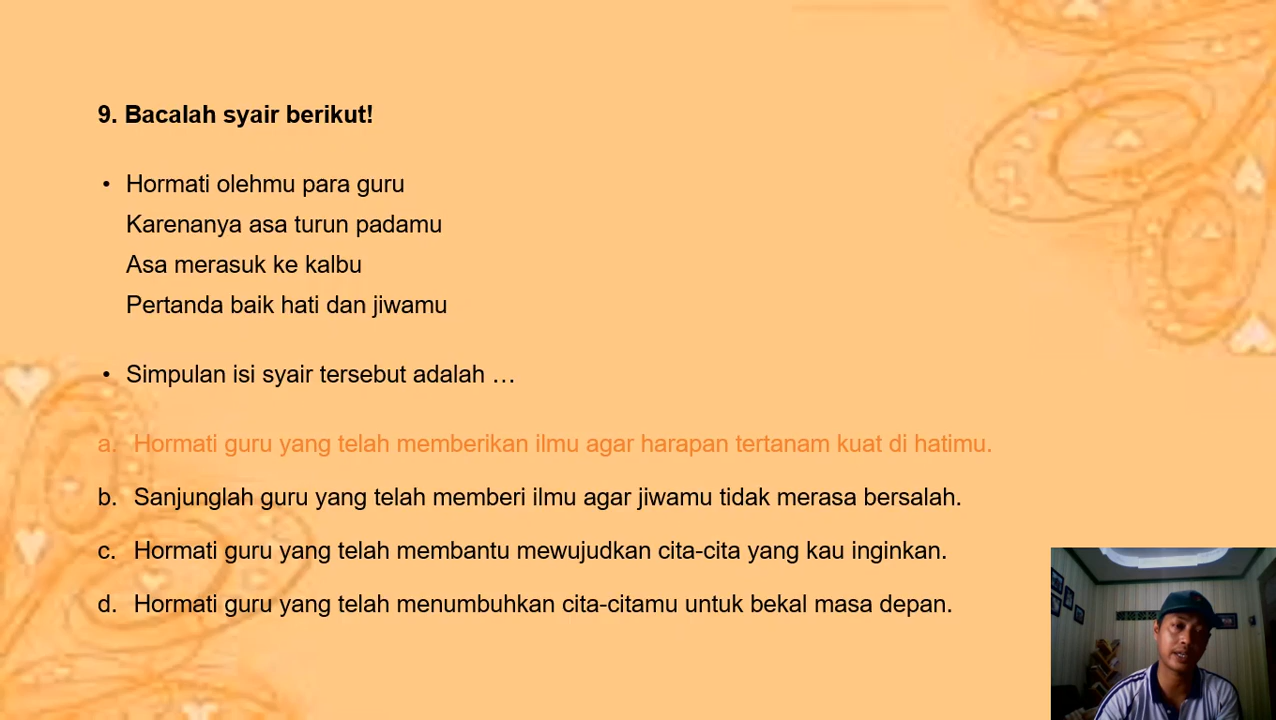 9. Bacalah syair berikut!
• Hormati olehmu para guru
Karenanya asa turun padamu
Asa merasuk ke kalbu
Pertanda baik hati dan jiwamu
• Simpulan isi syair tersebut adalah …
a. Hormati guru yang telah memberikan ilmu agar harapan tertanam kuat di hatimu.
b. Sanjunglah guru yang telah memberi ilmu agar jiwamu tidak merasa bersalah.
c. Hormati guru yang telah membantu mewujudkan cita-cita yang kau inginkan.
d. Hormati guru yang telah menumbuhkan cita-citamu untuk bekal masa depan.